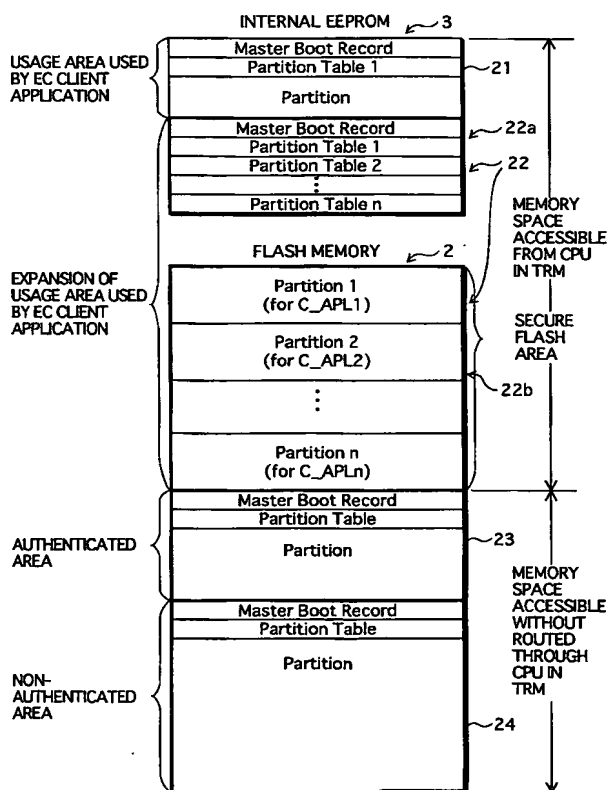 INTERNAL EEPROM 3
USAGE AREA USED
BY EC CLIENT
APPLICATION
Master Boot Record
Partition Table 1
Partition
21
Master Boot Record
Partition Table 1
Partition Table 2
Partition Table n
22a
22
MEMORY
SPACE
ACCESSIBLE
FROM CPU
IN TRM
FLASH MEMORY 2
EXPANSION OF
USAGE AREA USED
BY EC CLIENT
APPLICATION
Partition 1
(for C_APL1)
Partition 2
(for C_APL2)
Partition n
(for C_APLn)
SECURE
FLASH
AREA
22b
AUTHENTICATED
AREA
Master Boot Record
Partition Table
Partition
23
NON-
AUTHENTICATED
AREA
Master Boot Record
Partition Table
Partition
24
MEMORY
SPACE
ACCESSIBLE
WITHOUT
ROUTED
THROUGH
CPU IN
TRM